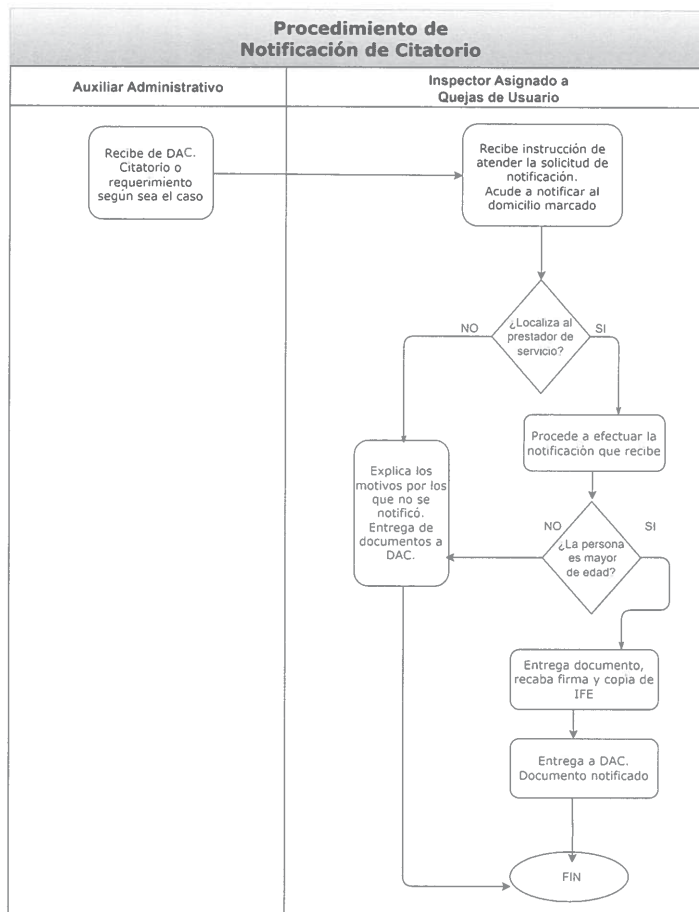 Procedimiento de
Notificación de Citatorio
Auxiliar Administrativo
Inspector Asignado a
Quejas de Usuario
Recibe de DAC.
Citatorio o
requerimiento
según sea el caso
Recibe instrucción de
atender la solicitud de
notificación.
Acude a notificar al
domicilio marcado
¿Localiza al
prestador de
servicio?
NO
SI
Procede a efectuar la
notificación que recibe
Explica los
motivos por los
que no se
notificó.
Entrega de
documentos a
DAC.
NO
SI
¿La persona
es mayor
de edad?
Entrega documento,
recaba firma y copia de
IFE
Entrega a DAC.
Documento notificado
FIN